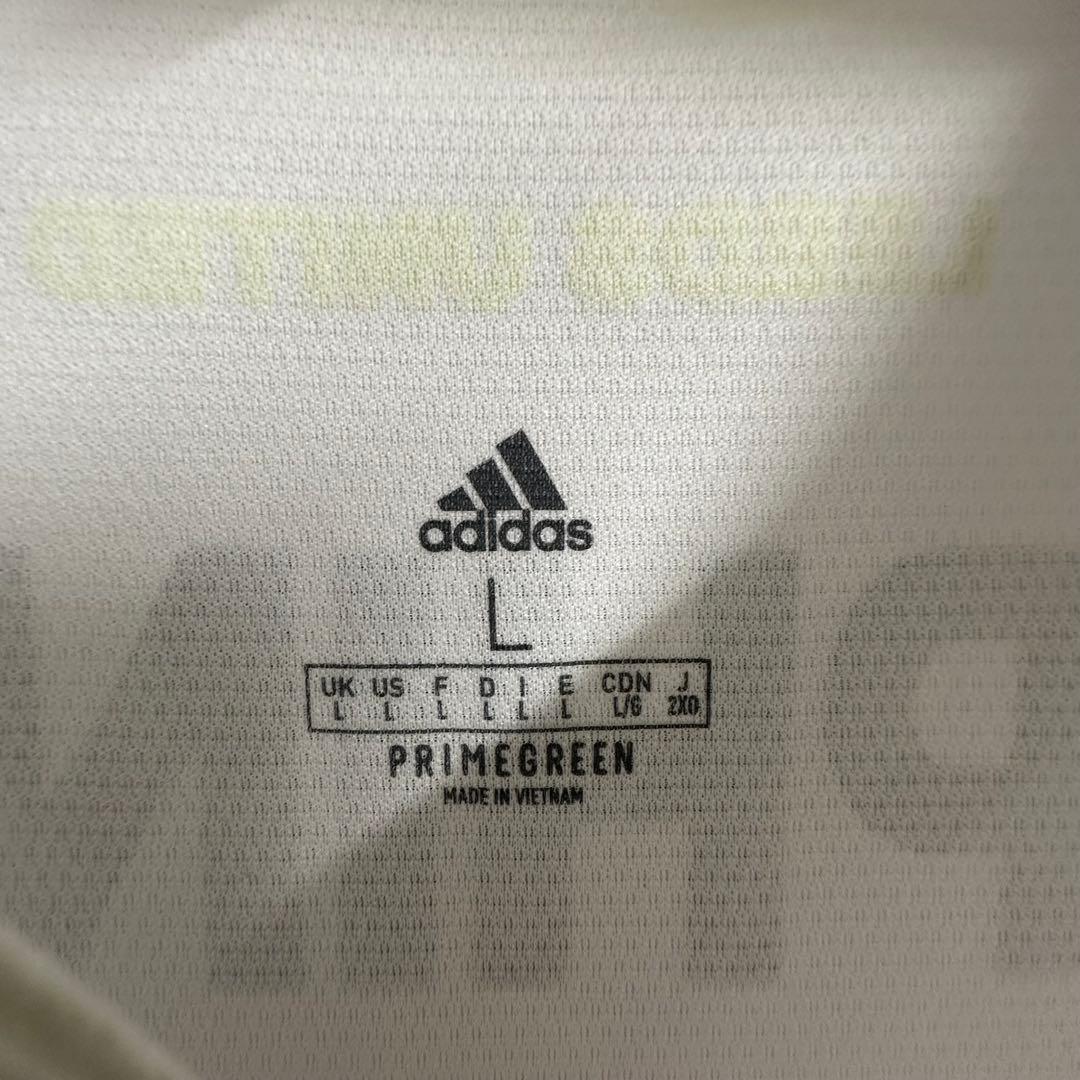 adidas
L
UK US F D I E CDN J
L L L L L L L/G 2XO
PRIMEGREEN
MADE IN VIETNAM